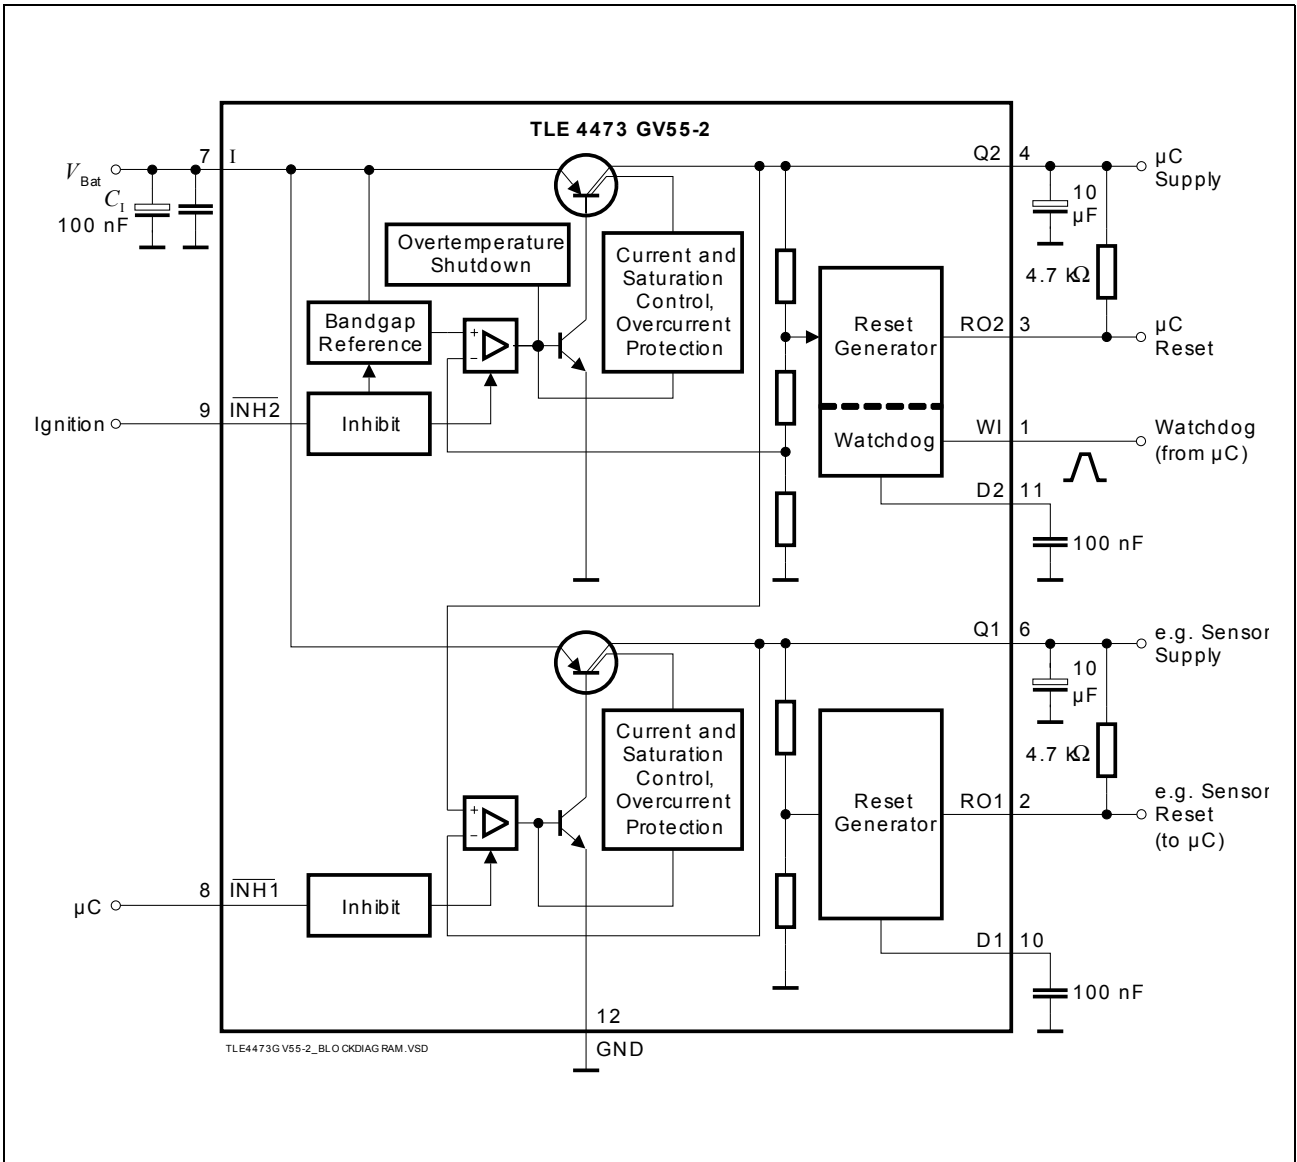 TLE 4473 GV55-2
7 I
Q2 4
µC
Supply
V Bat
C I
100 nF
10
µF
Overtemperature
Shutdown
Current and
Saturation
Control,
Overcurrent
Protection
4.7 kΩ
Bandgap
Reference
+
−
Reset
Generator
RO2 3
µC
Reset
Ignition
9 INH2
Inhibit
Watchdog
WI 1
Watchdog
(from µC)
D2 11
100 nF
Q1 6
e.g. Sensor
Supply
10
µF
Current and
Saturation
Control,
Overcurrent
Protection
4.7 kΩ
+
−
Reset
Generator
RO1 2
e.g. Sensor
Reset
(to µC)
µC
8 INH1
Inhibit
D1 10
100 nF
12
GND
TLE4473GV55-2_BLOCKDIAGRAM.VSD